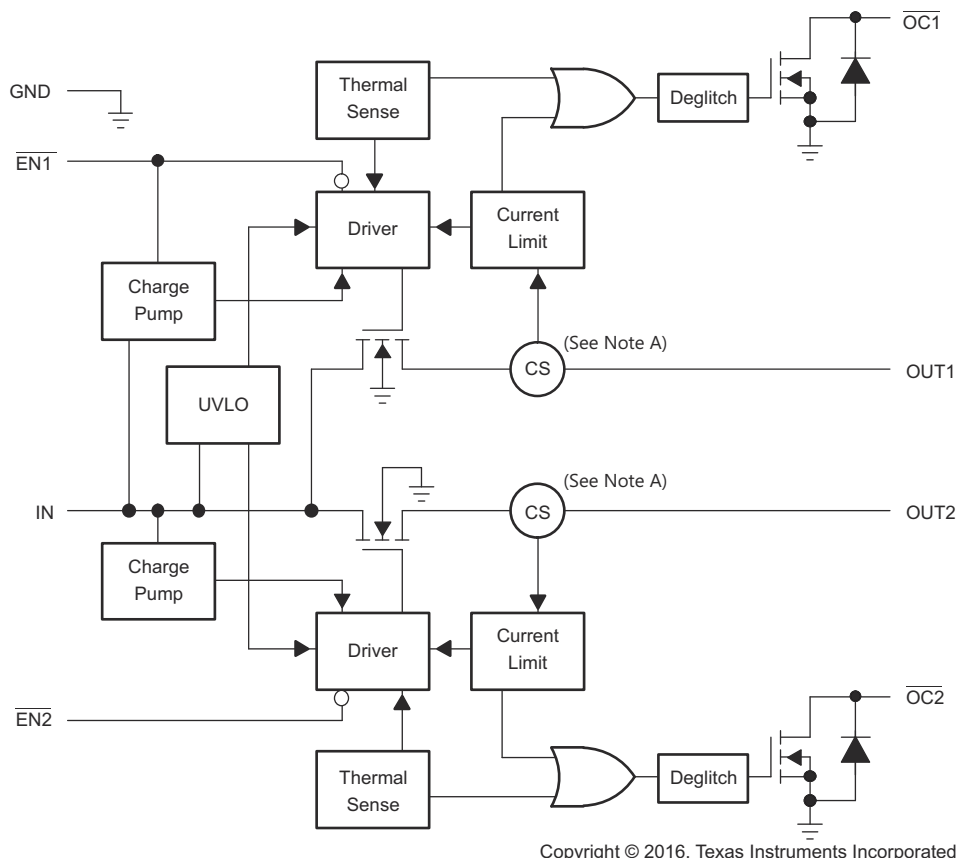 OC1
Thermal
Sense
Deglitch
GND
EN1
Driver
Current
Limit
Charge
Pump
(See Note A)
CS
OUT1
UVLO
(See Note A)
IN
CS
OUT2
Charge
Pump
Driver
Current
Limit
OC2
EN2
Thermal
Sense
Deglitch
Copyright © 2016, Texas Instruments Incorporated